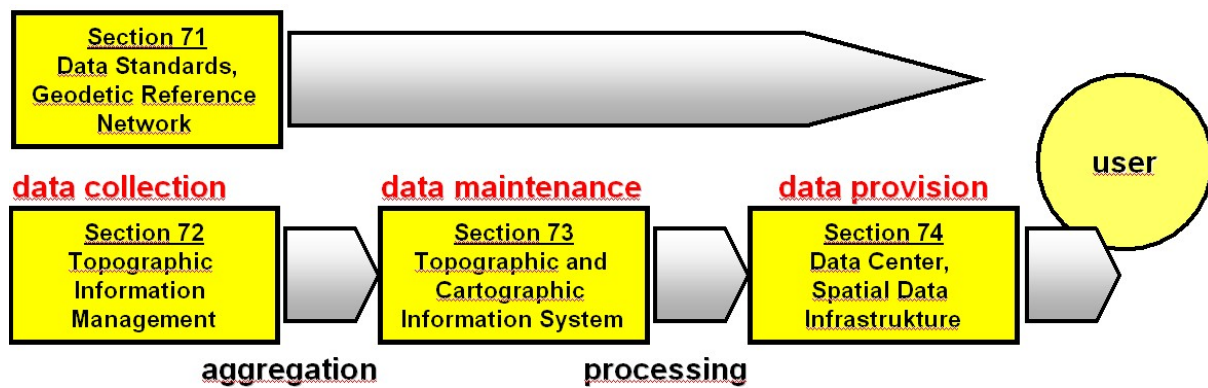 Section 71
Data Standards,
Geodetic Reference
Network
user
data collection
data maintenance
data provision
Section 72
Topographic
Information
Management
Section 73
Topographic and
Cartographic
Information System
Section 74
Data Center,
Spatial Data
Infrastrukture
aggregation
processing